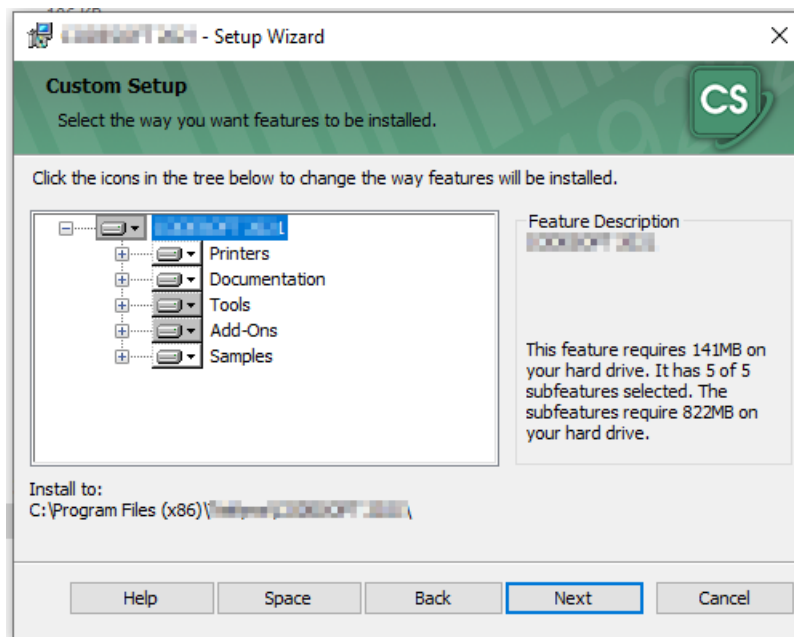 - Setup Wizard
Custom Setup
Select the way you want features to be installed.
CS
Click the icons in the tree below to change the way features will be installed.
Printers
Documentation
Tools
Add-Ons
Samples
Feature Description
This feature requires 141MB on
your hard drive. It has 5 of 5
subfeatures selected. The
subfeatures require 822MB on
your hard drive.
Install to:
C:\Program Files (x86)\
Help
Space
Back
Next
Cancel